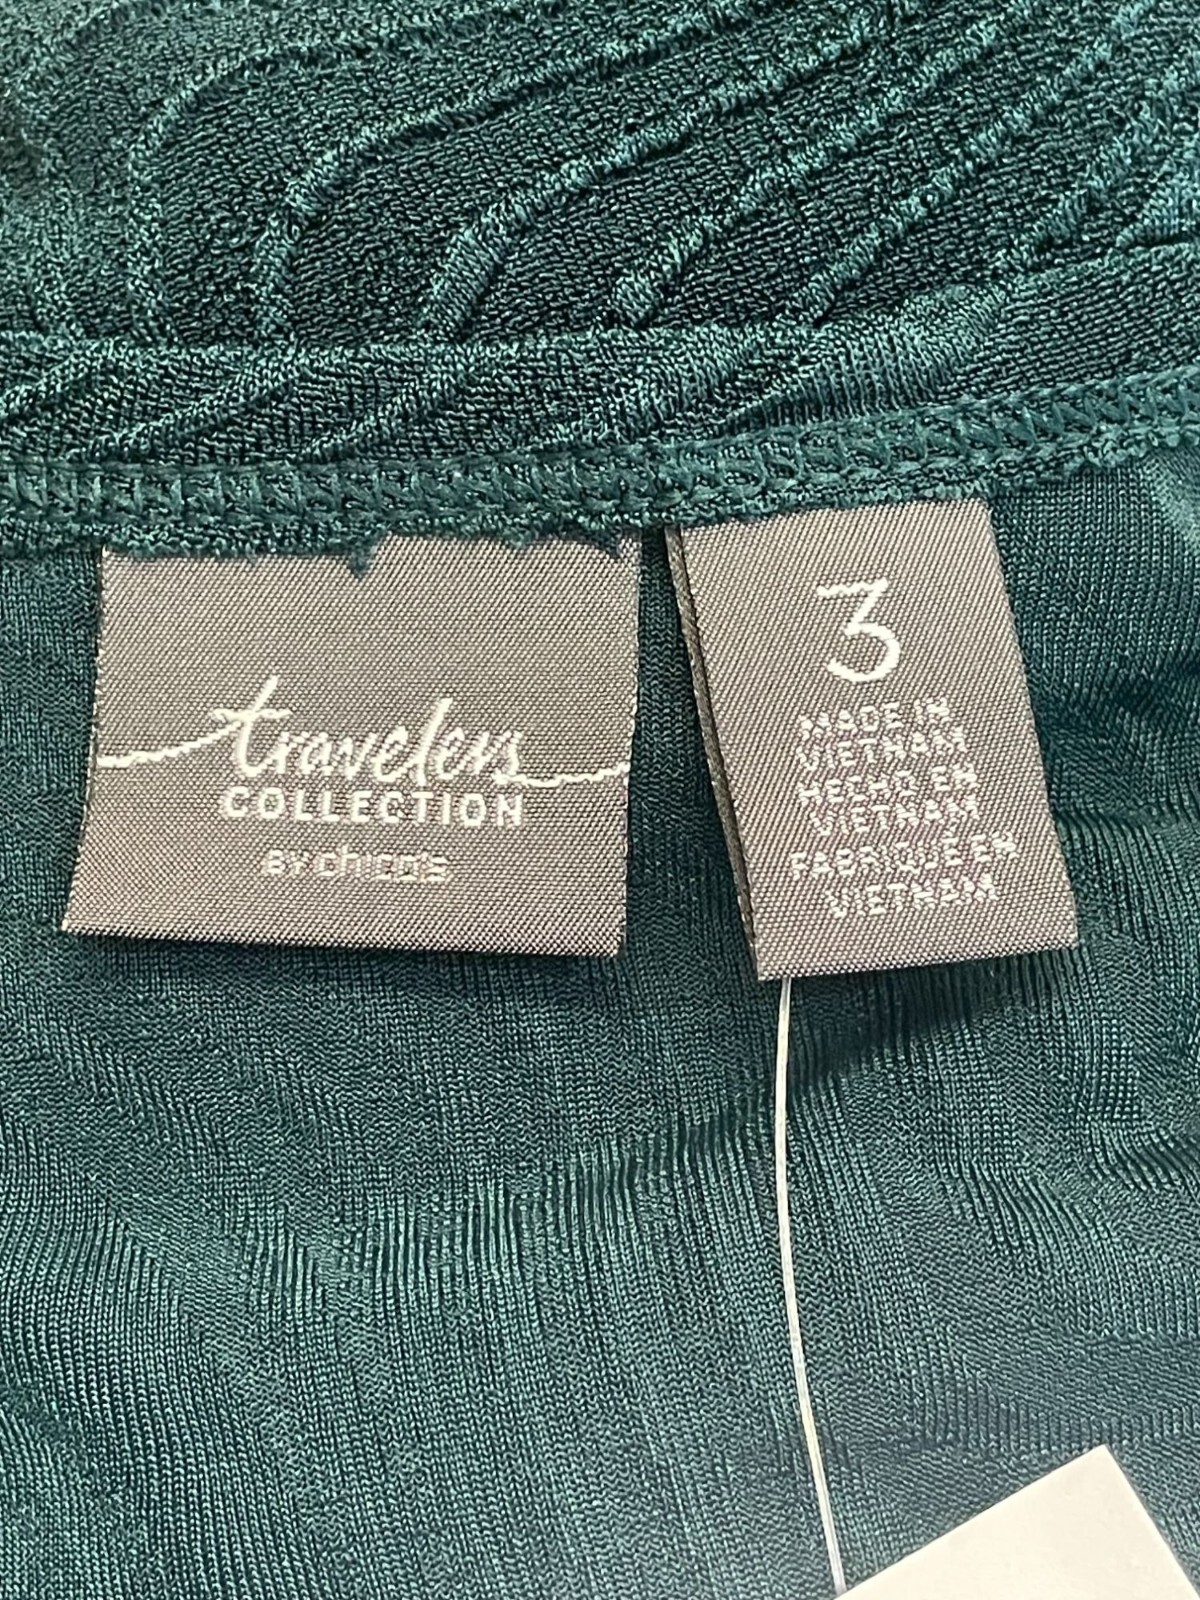 travelers
COLLECTION
BY chico's
3
MADE IN
VIETNAM
HECHO EN
VIETNAM
FABRIQUÉ EN
VIETNAM